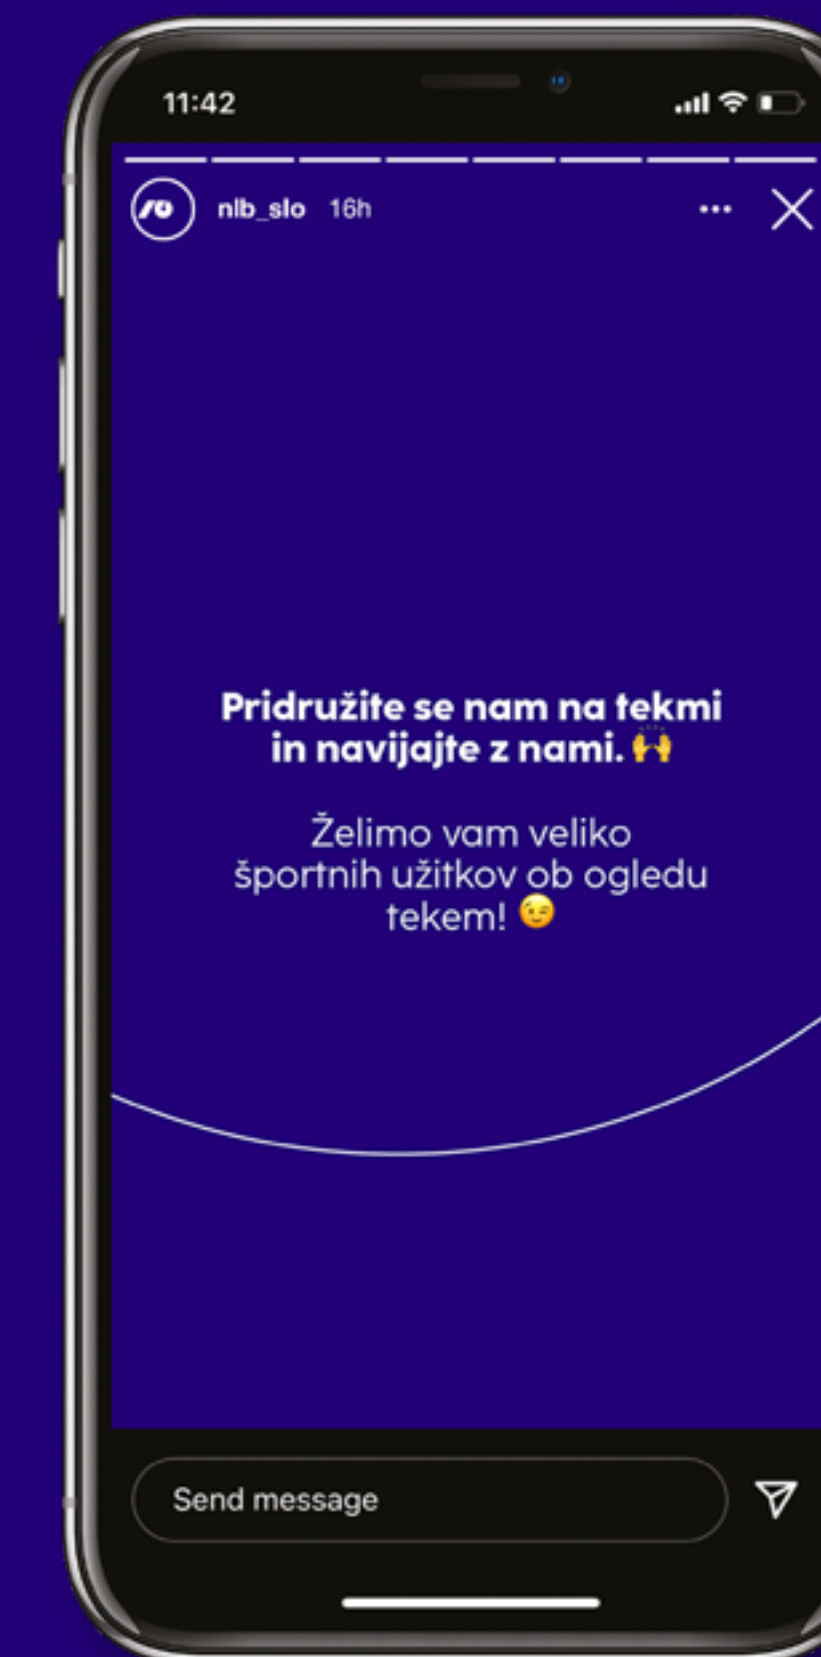 11:42
nlb_slo 16h
Pridružite se nam na tekmi
in navijajte z nami. 🙌
Želimo vam veliko
športnih užitkov ob ogledu
tekem! 😉
Send message